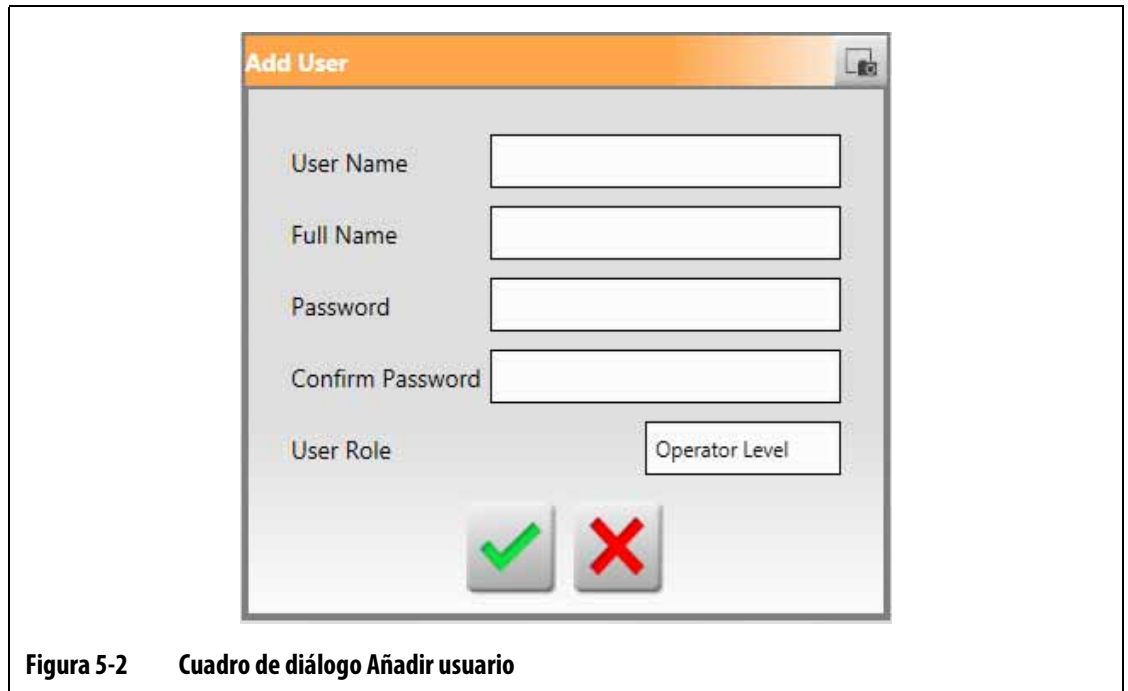 Add User
User Name
Full Name
Password
Confirm Password
User Role
Operator Level
Figura 5-2 Cuadro de diálogo Añadir usuario